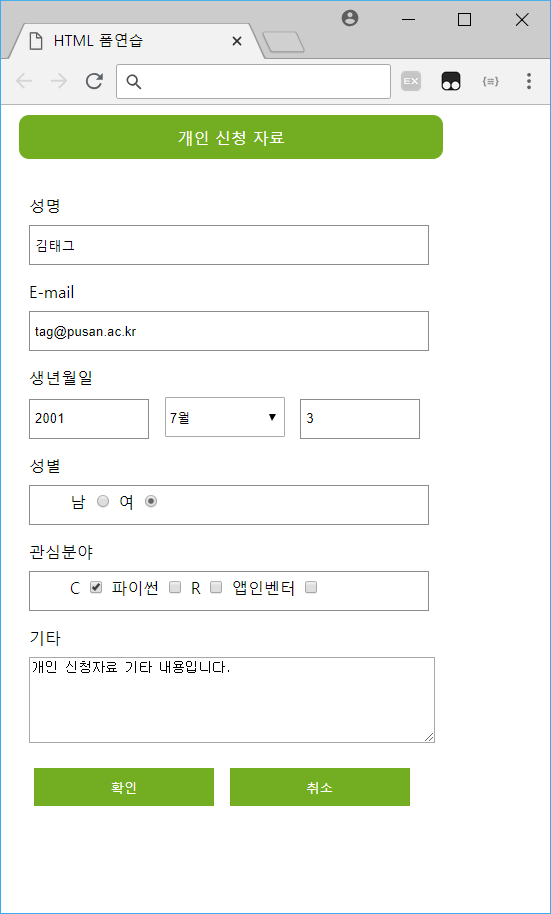 HTML 폼연습
EX
{≡}
개인 신청 자료
성명
김태그
E-mail
tag@pusan.ac.kr
생년월일
2001 7월 3
성별
남 여
관심분야
C 파이썬 R 앱인벤터
기타
개인 신청자료 기타 내용입니다.
확인 취소